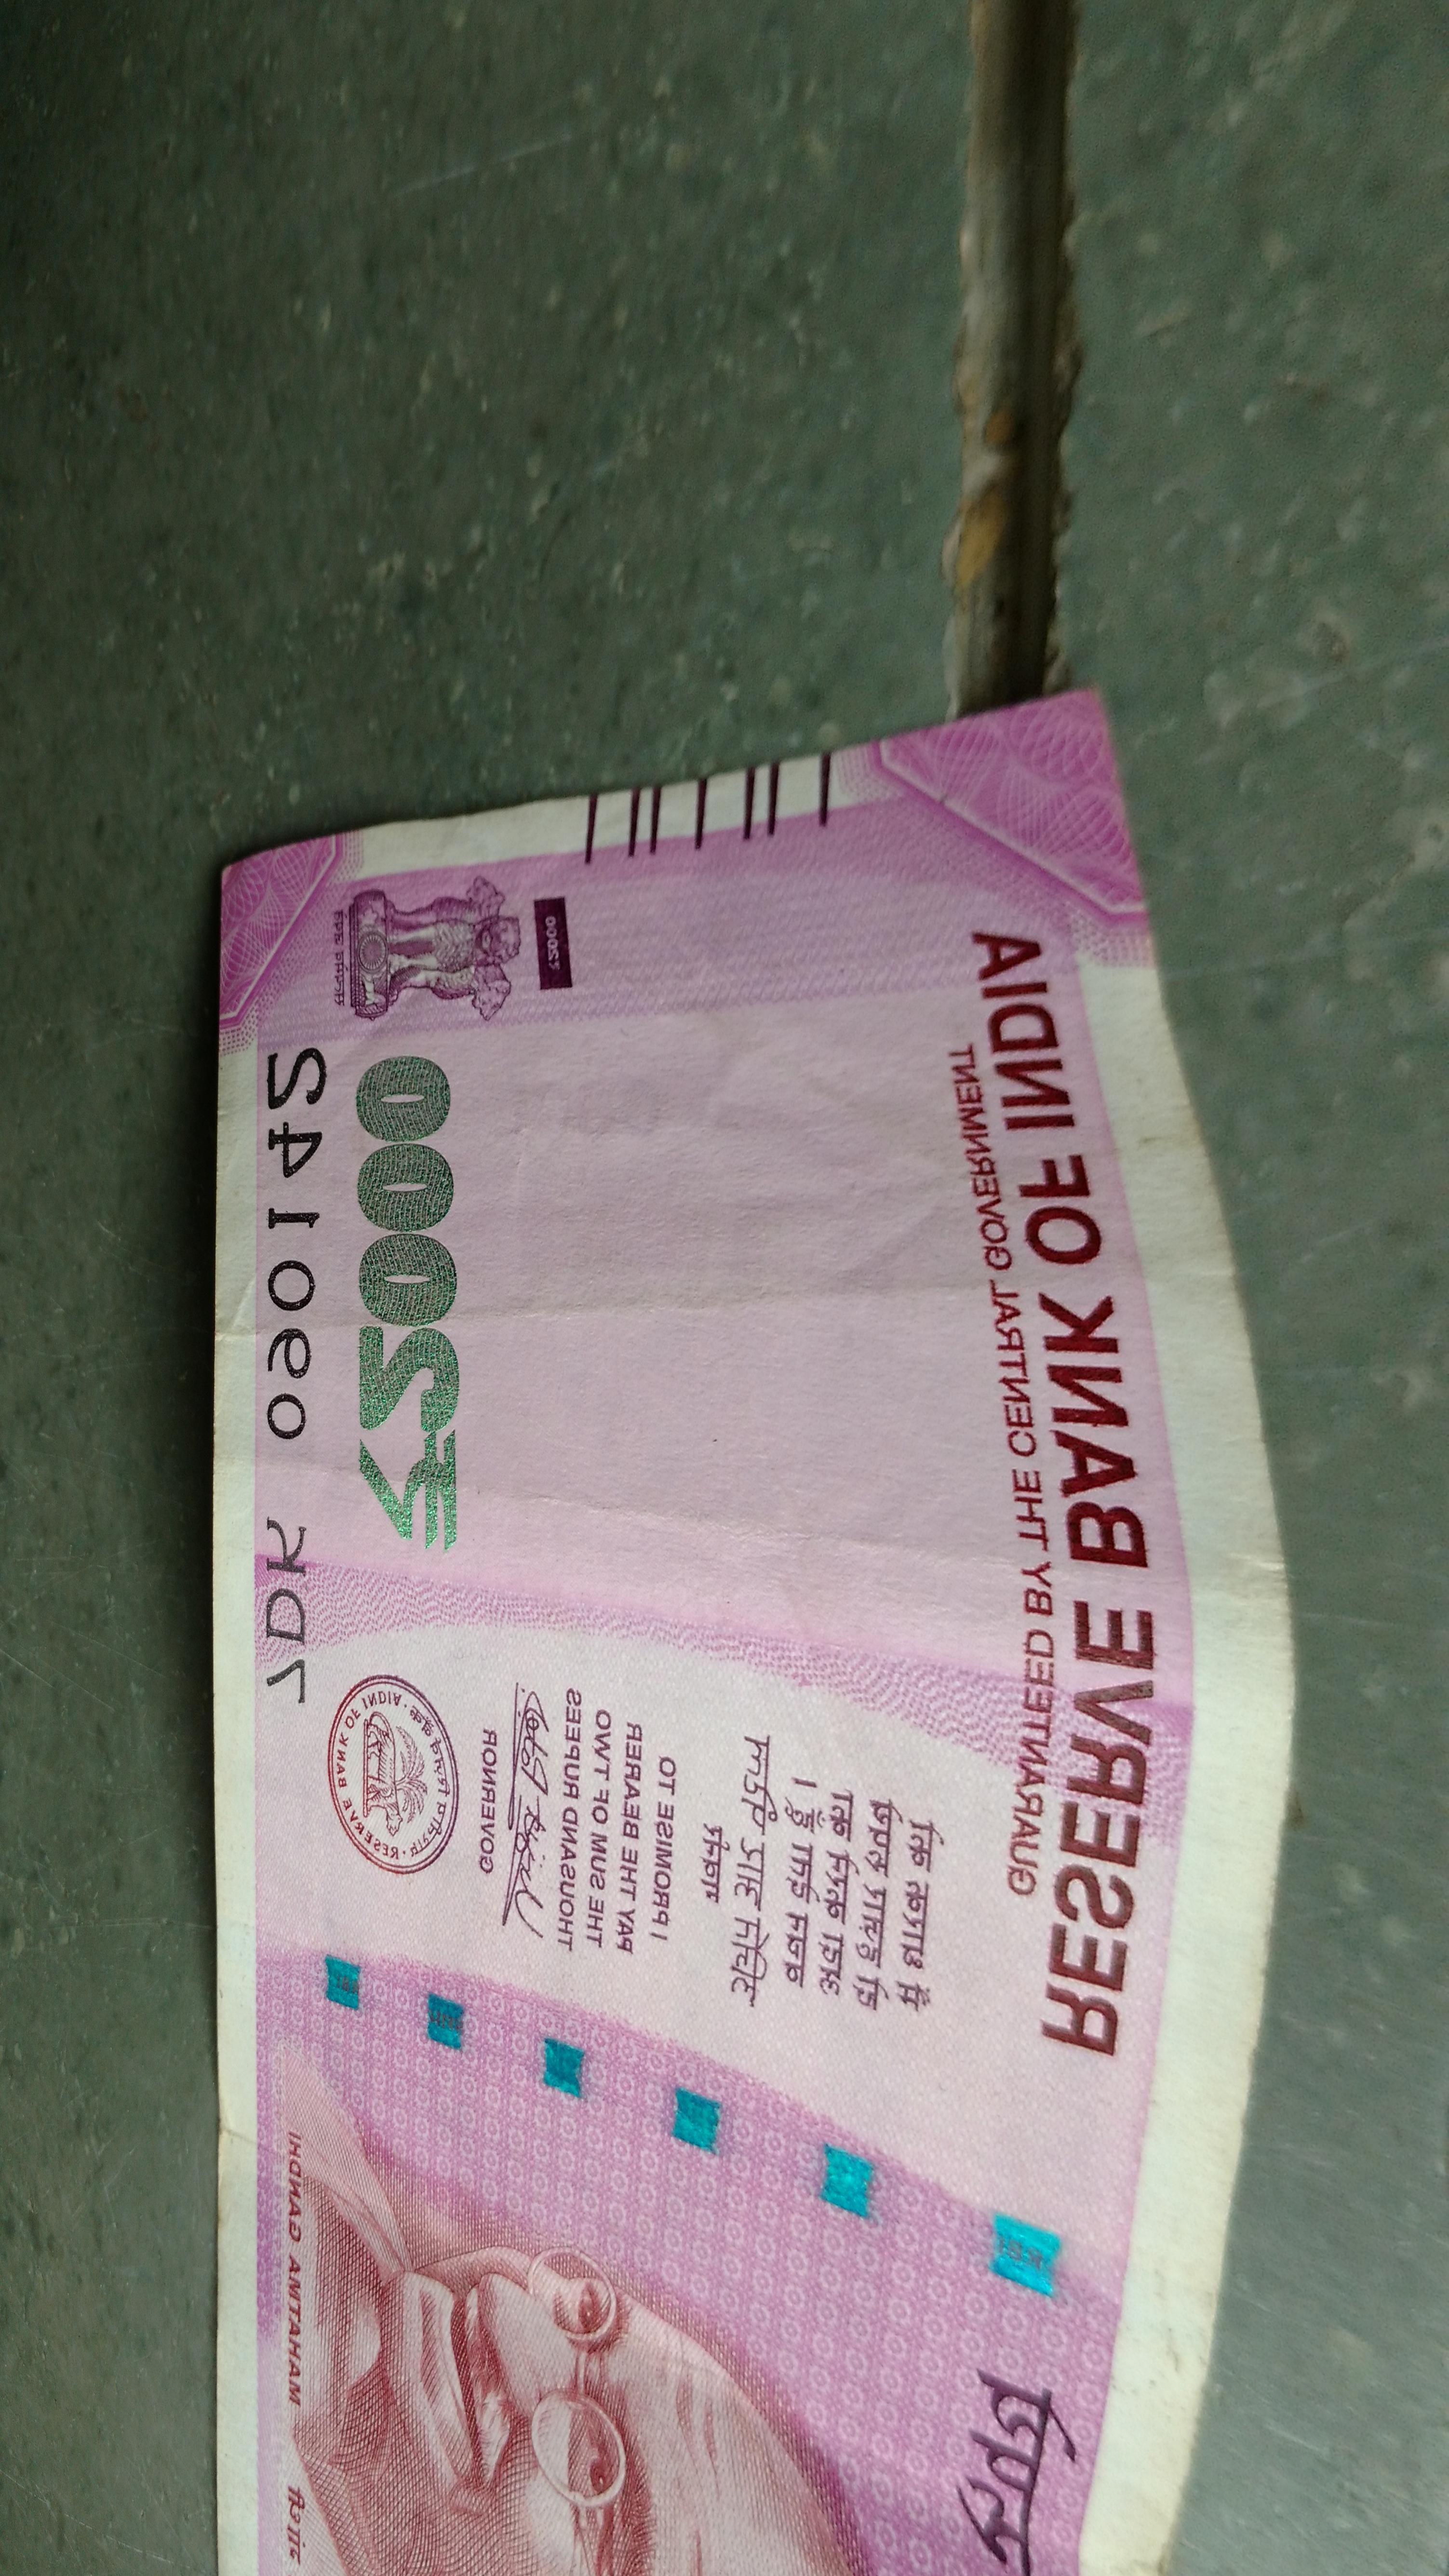 RESERVE BANK OF INDIA
GUARANTEED BY THE CENTRAL GOVERNMENT
मैं धारक को
दो हज़ार रुपये
अदा करने का
वचन देता हूँ ।
गवर्नर
I PROMISE TO
PAY THE BEARER
THE SUM OF TWO
THOUSAND RUPEES
GOVERNOR
भारतीय रिज़र्व बैंक
RESERVE BANK OF INDIA
₹2000
₹2000
सत्यमेव जयते
7DK 090142
MAHATMA GANDHI